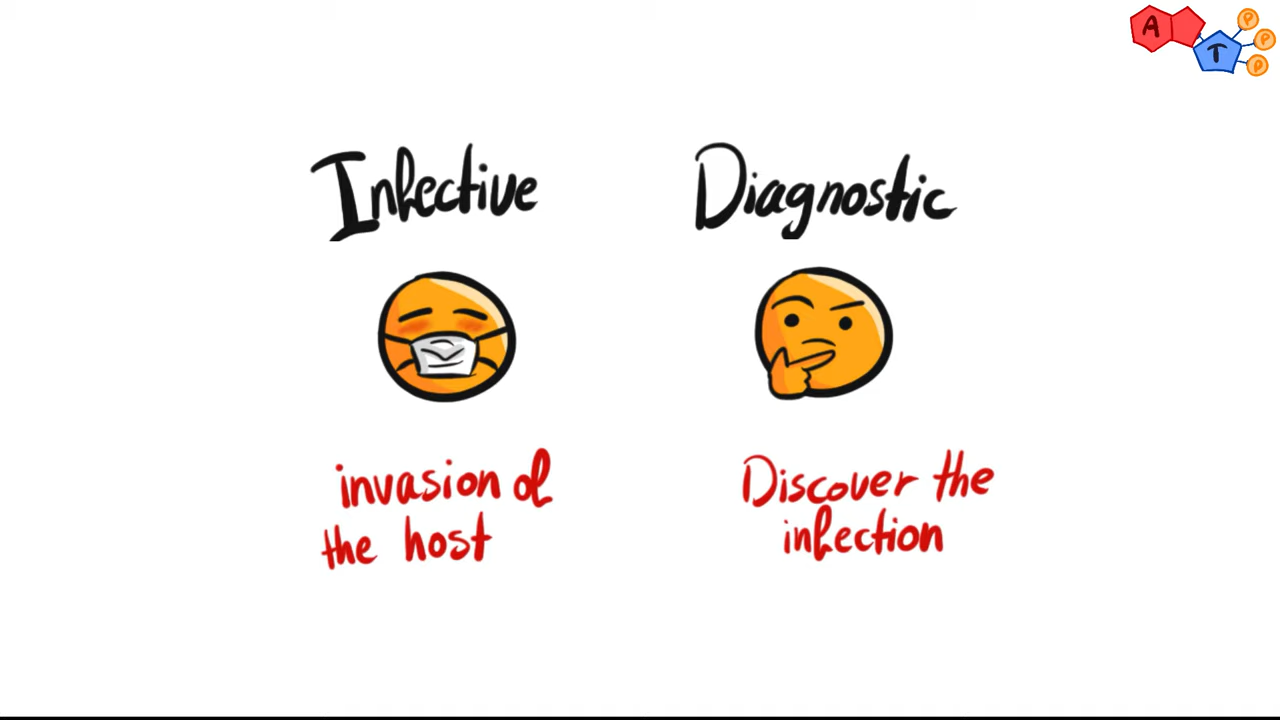 A
T
P
P
P
Infective
Diagnostic
invasion of
the host
Discover the
infection